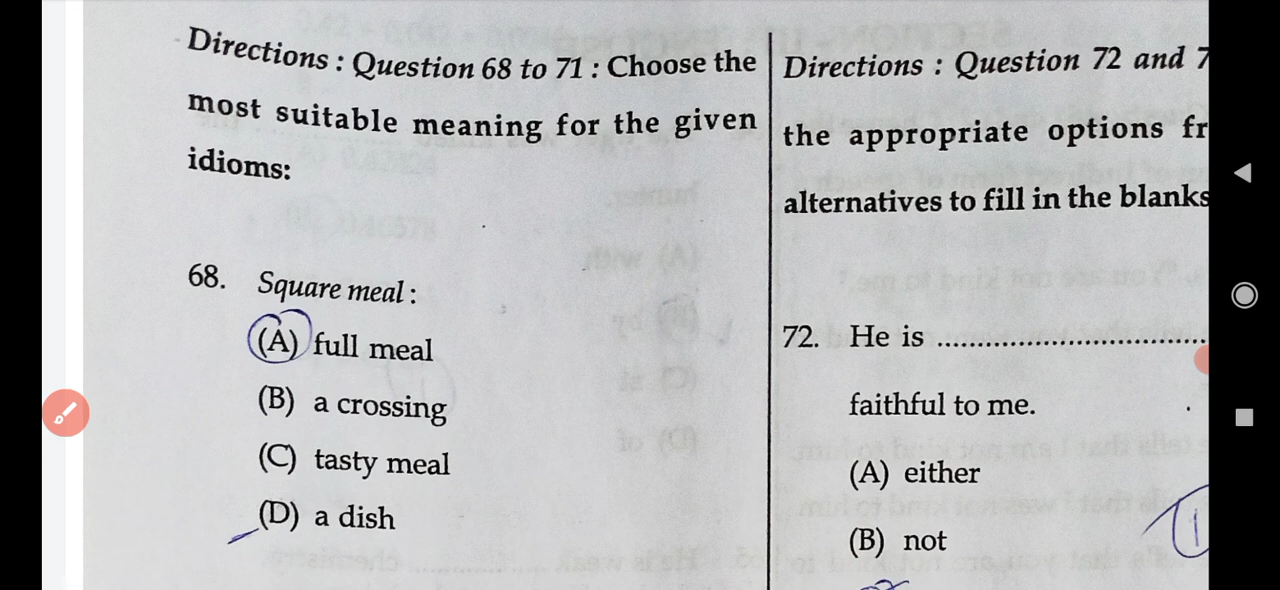 Directions : Question 68 to 71 : Choose the
most suitable meaning for the given
idioms:
68. Square meal :
(A) full meal
(B) a crossing
(C) tasty meal
(D) a dish
Directions : Question 72 and 7
the appropriate options fr
alternatives to fill in the blanks
72. He is ....................................
faithful to me.
(A) either
(B) not